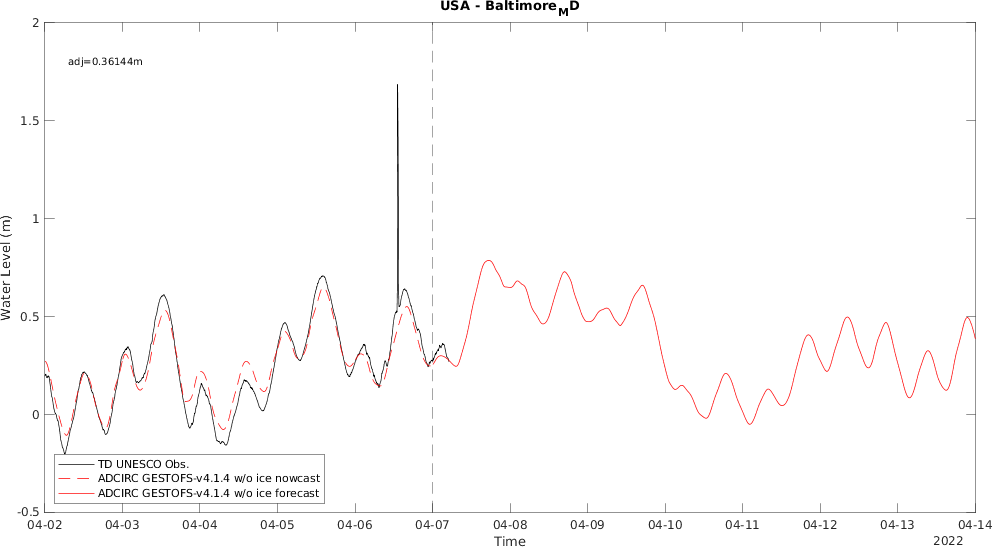 USA - Baltimore_MD
2
adj=0.36144m
1.5
1
0.5
0
-0.5
Water Level (m)
TD UNESCO Obs.
ADCIRC GESTOFS-v4.1.4 w/o ice nowcast
ADCIRC GESTOFS-v4.1.4 w/o ice forecast
04-02 04-03 04-04 04-05 04-06 04-07 04-08 04-09 04-10 04-11 04-12 04-13 04-14
Time
2022